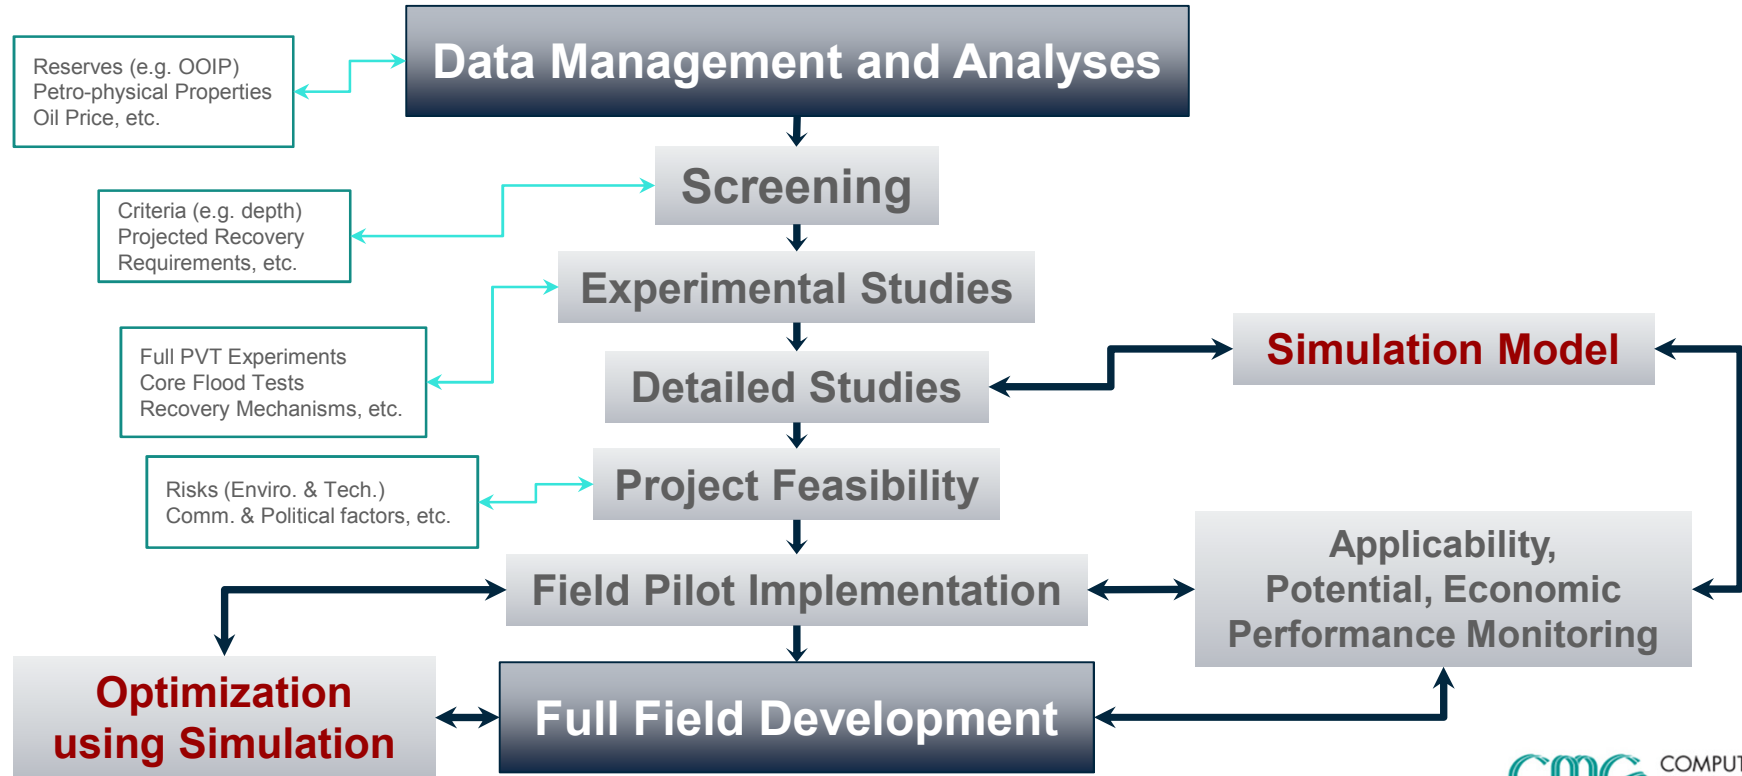 Data Management and Analyses
Reserves (e.g. OOIP)
Petro-physical Properties
Oil Price, etc.
Screening
Criteria (e.g. depth)
Projected Recovery
Requirements, etc.
Experimental Studies
Full PVT Experiments
Core Flood Tests
Recovery Mechanisms, etc.
Simulation Model
Detailed Studies
Project Feasibility
Risks (Enviro. & Tech.)
Comm. & Political factors, etc.
Field Pilot Implementation
Applicability,
Potential, Economic
Performance Monitoring
Optimization
using Simulation
Full Field Development
CMG
COMPUT